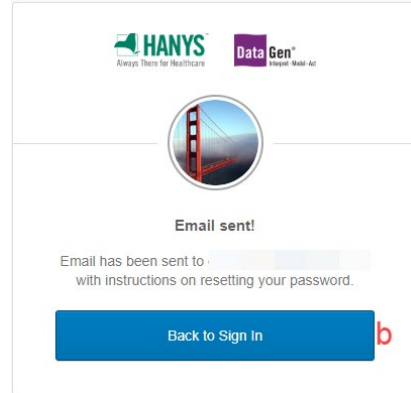 HANYS
Always There for Healthcare
Data Gen®
Integrate·Model·Act
Email sent!
Email has been sent to
with instructions on resetting your password.
Back to Sign In b